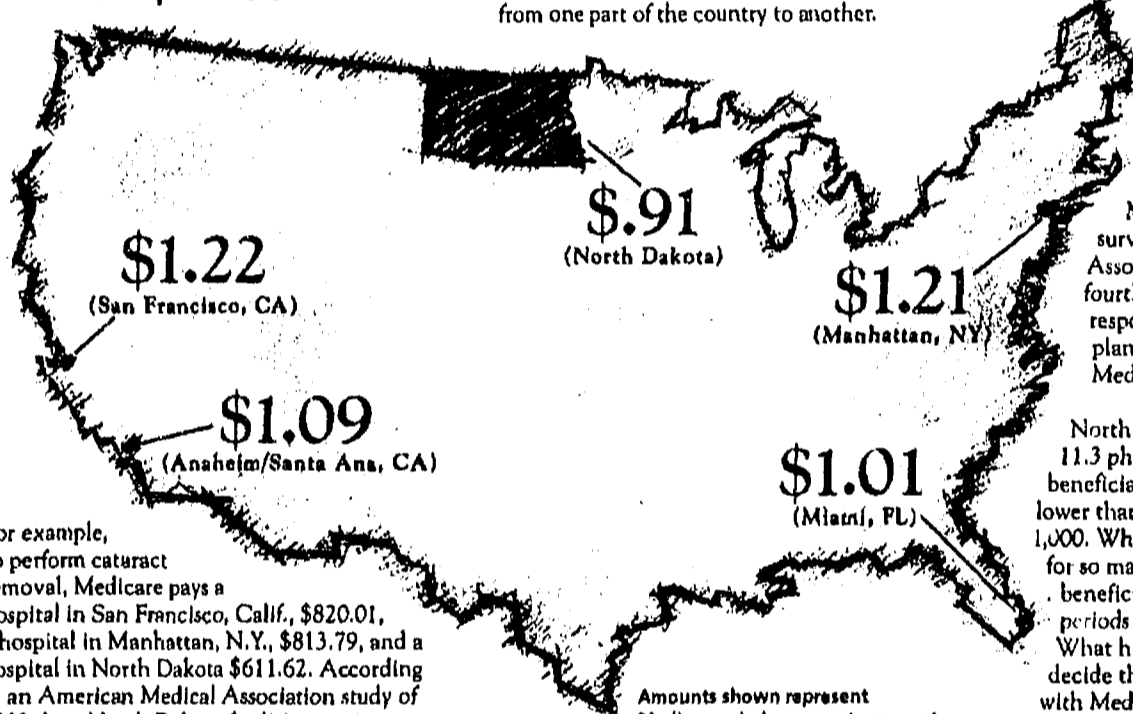 from one part of the country to another.
$.91
(North Dakota)
$1.22
(San Francisco, CA)
$1.21
(Manhattan, NY)
$1.09
(Anaheim/Santa Ana, CA)
$1.01
(Miami, FL)
or example,
perform cataract
emoval, Medicare pays a
ospital in San Francisco, Calif., $820.01,
hospital in Manhattan, N.Y., $813.79, and a
ospital in North Dakota $611.62. According
an American Medical Association study of
Amounts shown represent
surv
Asso
fourt
respo
plan
Med
North
11.3 ph
beneficia
lower than
1,000. Wh
for so ma
benefic
periods
What h
decide th
with Med